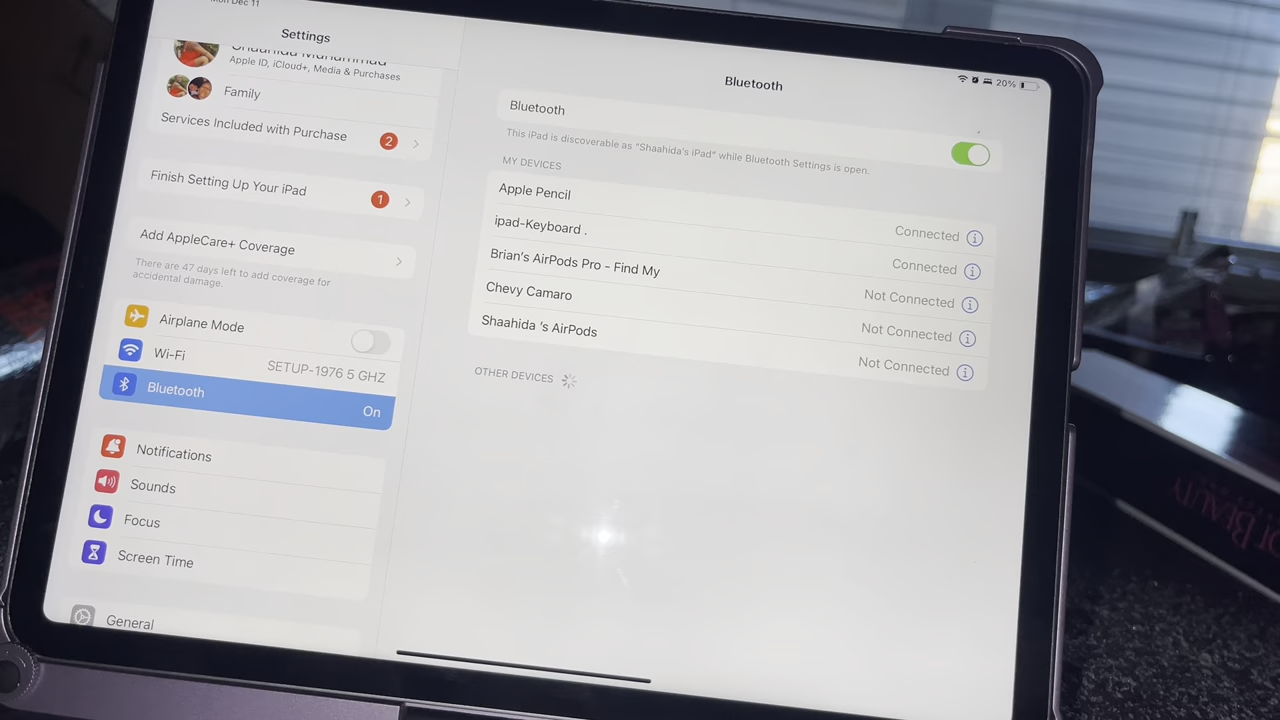 Mon Dec 11
Settings
Apple ID, iCloud+, Media & Purchases
Family
Services Included with Purchase 2
Finish Setting Up Your iPad 1
Add AppleCare+ Coverage
There are 47 days left to add coverage for
accidental damage.
Airplane Mode
Wi-Fi SETUP-1976 5 GHZ
Bluetooth On
Notifications
Sounds
Focus
Screen Time
General
20%
Bluetooth
Bluetooth
This iPad is discoverable as "Shaahida's iPad" while Bluetooth Settings is open.
MY DEVICES
Apple Pencil Connected
ipad-Keyboard . Connected
Brian's AirPods Pro - Find My Not Connected
Chevy Camaro Not Connected
Shaahida 's AirPods Not Connected
OTHER DEVICES
BEAUTY